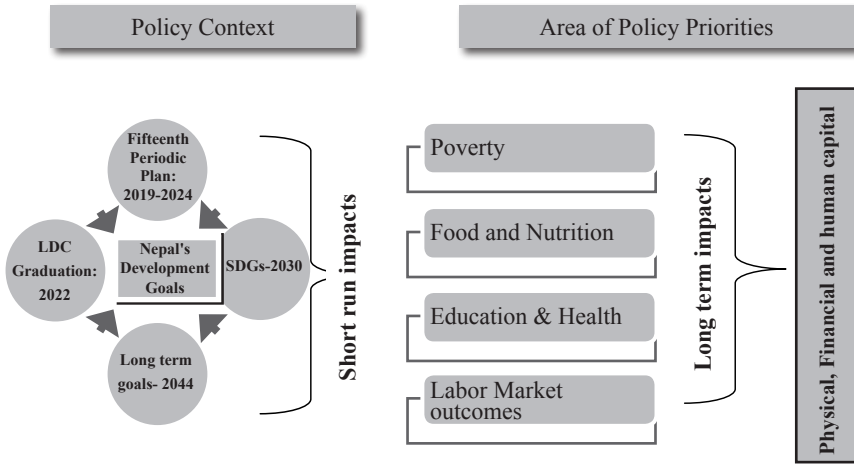 Policy Context
Area of Policy Priorities
Fifteenth
Periodic
Plan:
2019-2024
LDC
Graduation:
2022
Nepal's
Development
Goals
SDGs-2030
Long term
goals- 2044
Short run impacts
Poverty
Food and Nutrition
Education & Health
Labor Market
outcomes
Long term impacts
Physical, Financial and human capital